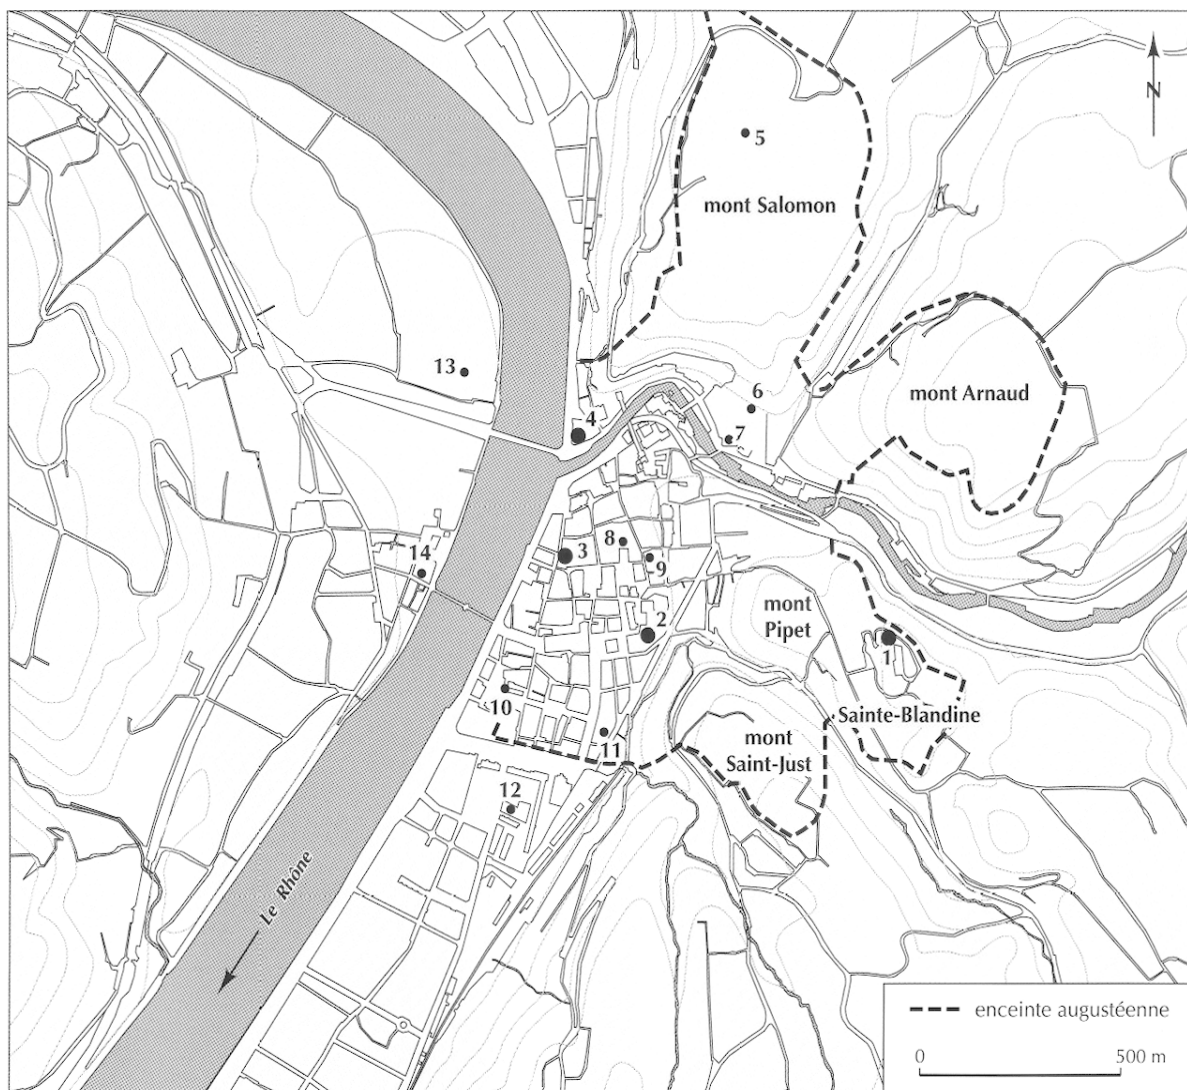 N
5
mont Salomon
13
6
mont Arnaud
4
7
8
3
9
14
mont
Pipet
2
1
10
Sainte-Blandine
11
mont
Saint-Just
12
Le Rhône
enceinte augustéenne
0 500 m